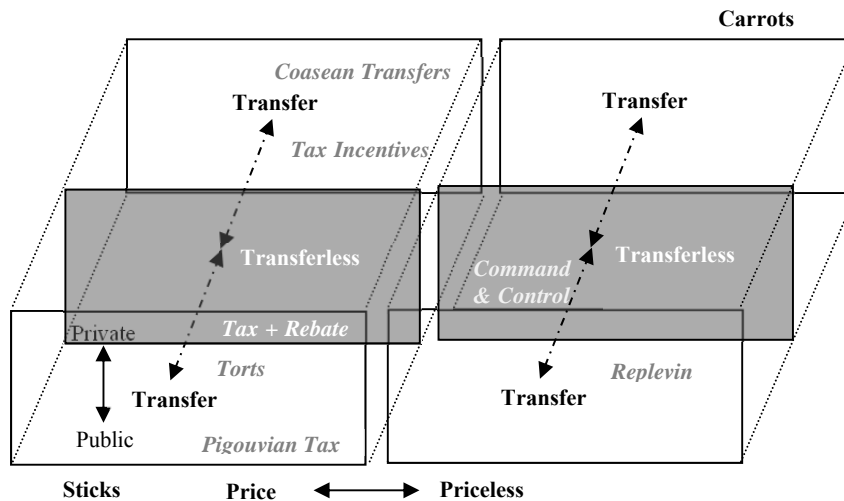 Carrots
Coasean Transfers
Transfer
Transfer
Tax Incentives
Transferless
Command
& Control
Transferless
Private
Tax + Rebate
Torts
Replevin
Transfer
Transfer
Public
Pigouvian Tax
Sticks
Price
Priceless